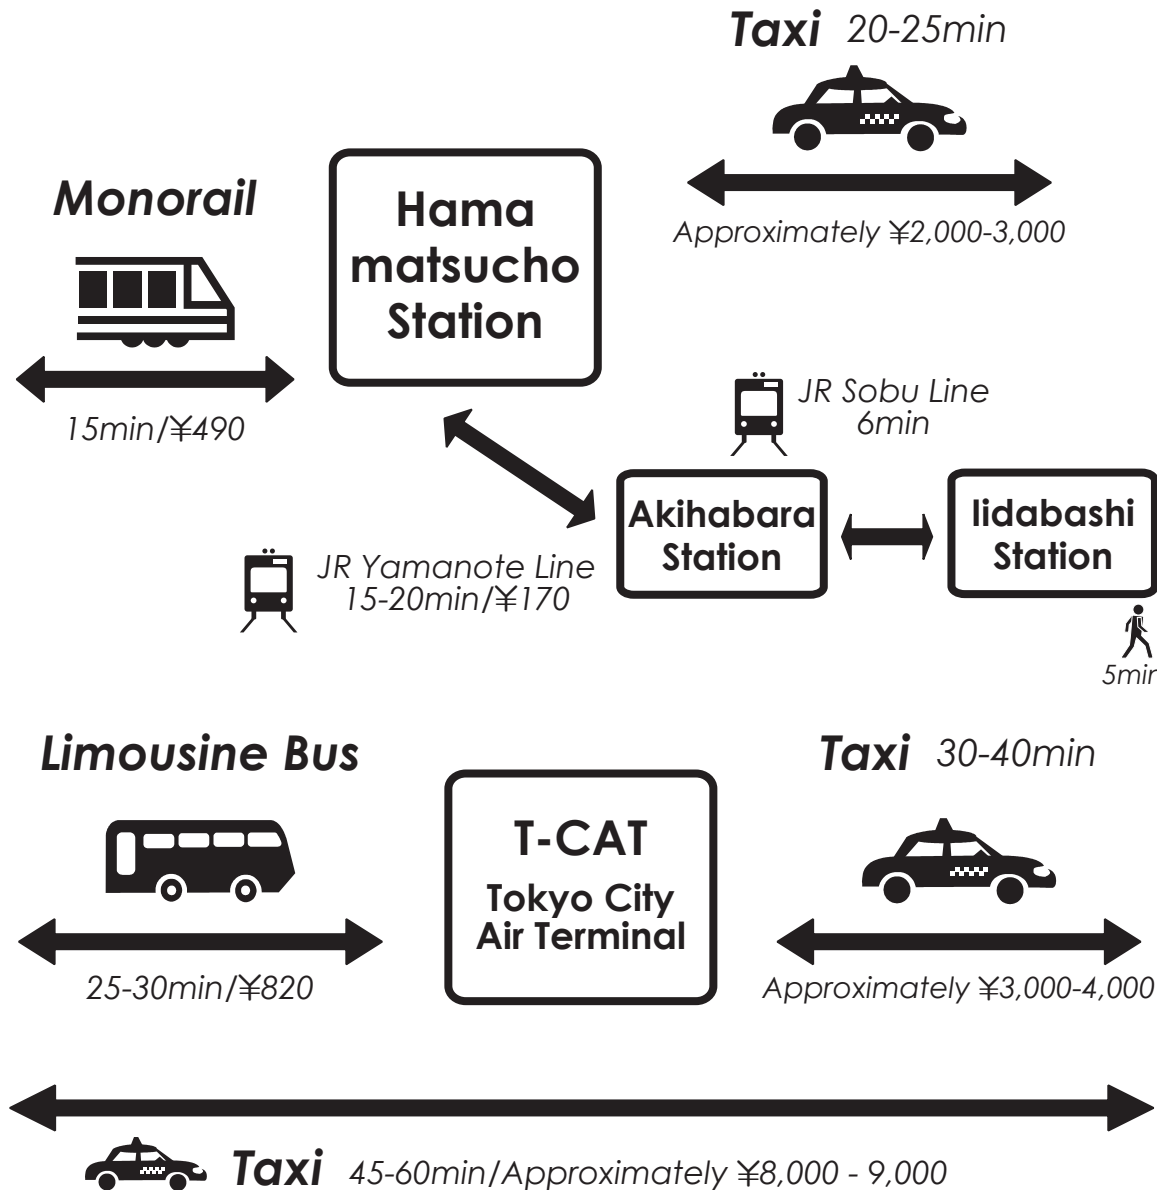 Taxi 20-25min
Monorail
Hama
matsucho
Station
Approximately ¥2,000-3,000
15min/¥490
JR Sobu Line
6min
Akihabara
Station
Iidabashi
Station
JR Yamanote Line
15-20min/¥170
5min
Limousine Bus
Taxi 30-40min
T-CAT
Tokyo City
Air Terminal
25-30min/¥820
Approximately ¥3,000-4,000
Taxi 45-60min/Approximately ¥8,000 - 9,000